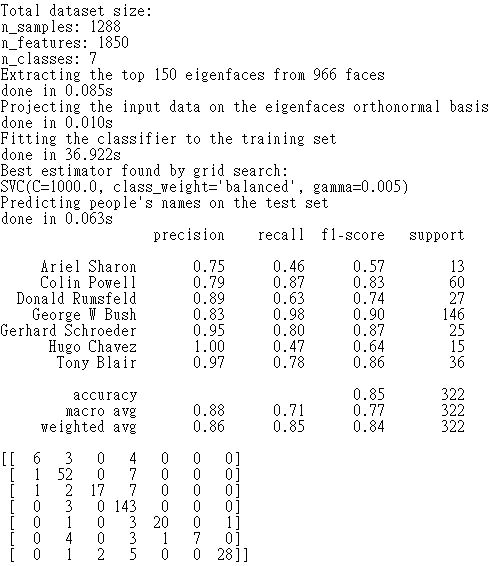 Total dataset size:
n_samples: 1288
n_features: 1850
n_classes: 7
Extracting the top 150 eigenfaces from 966 faces
done in 0.085s
Projecting the input data on the eigenfaces orthonormal basis
done in 0.010s
Fitting the classifier to the training set
done in 36.922s
Best estimator found by grid search:
SVC(C=1000.0, class_weight='balanced', gamma=0.005)
Predicting people's names on the test set
done in 0.063s
                   precision    recall  f1-score   support

     Ariel Sharon       0.75      0.46      0.57        13
     Colin Powell       0.79      0.87      0.83        60
  Donald Rumsfeld       0.89      0.63      0.74        27
    George W Bush       0.83      0.98      0.90       146
Gerhard Schroeder       0.95      0.80      0.87        25
      Hugo Chavez       1.00      0.47      0.64        15
       Tony Blair       0.97      0.78      0.86        36

         accuracy                           0.85       322
        macro avg       0.88      0.71      0.77       322
     weighted avg       0.86      0.85      0.84       322

[[  6   3   0   4   0   0   0]
 [  1  52   0   7   0   0   0]
 [  1   2  17   7   0   0   0]
 [  0   3   0 143   0   0   0]
 [  0   1   0   3  20   0   1]
 [  0   4   0   3   1   7   0]
 [  0   1   2   5   0   0  28]]